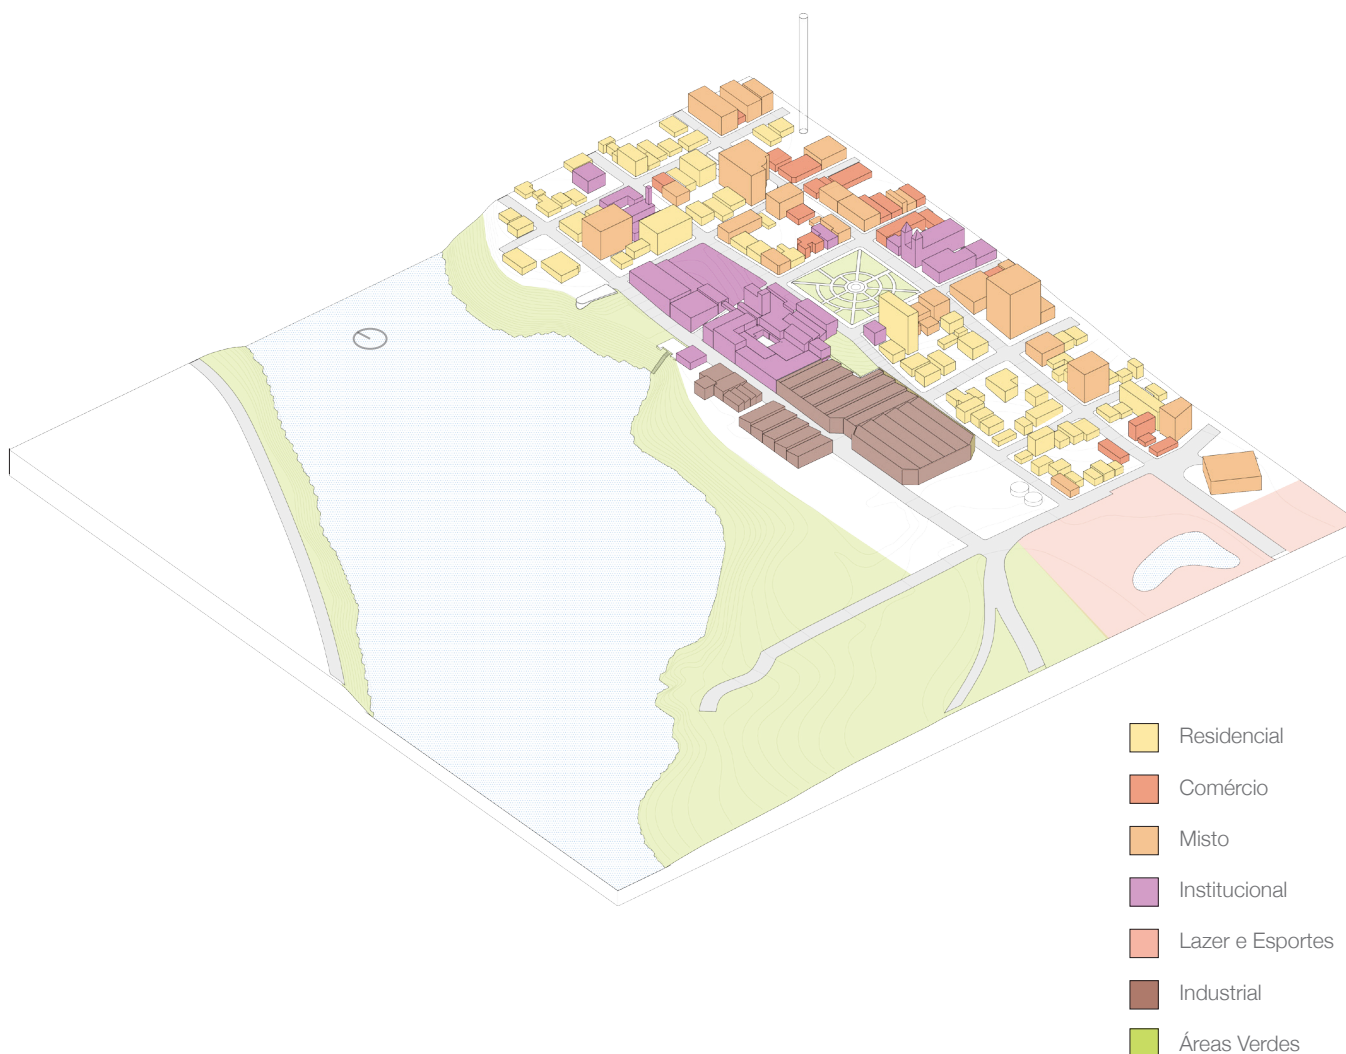 Residencial
Comércio
Misto
Institucional
Lazer e Esportes
Industrial
Áreas Verdes